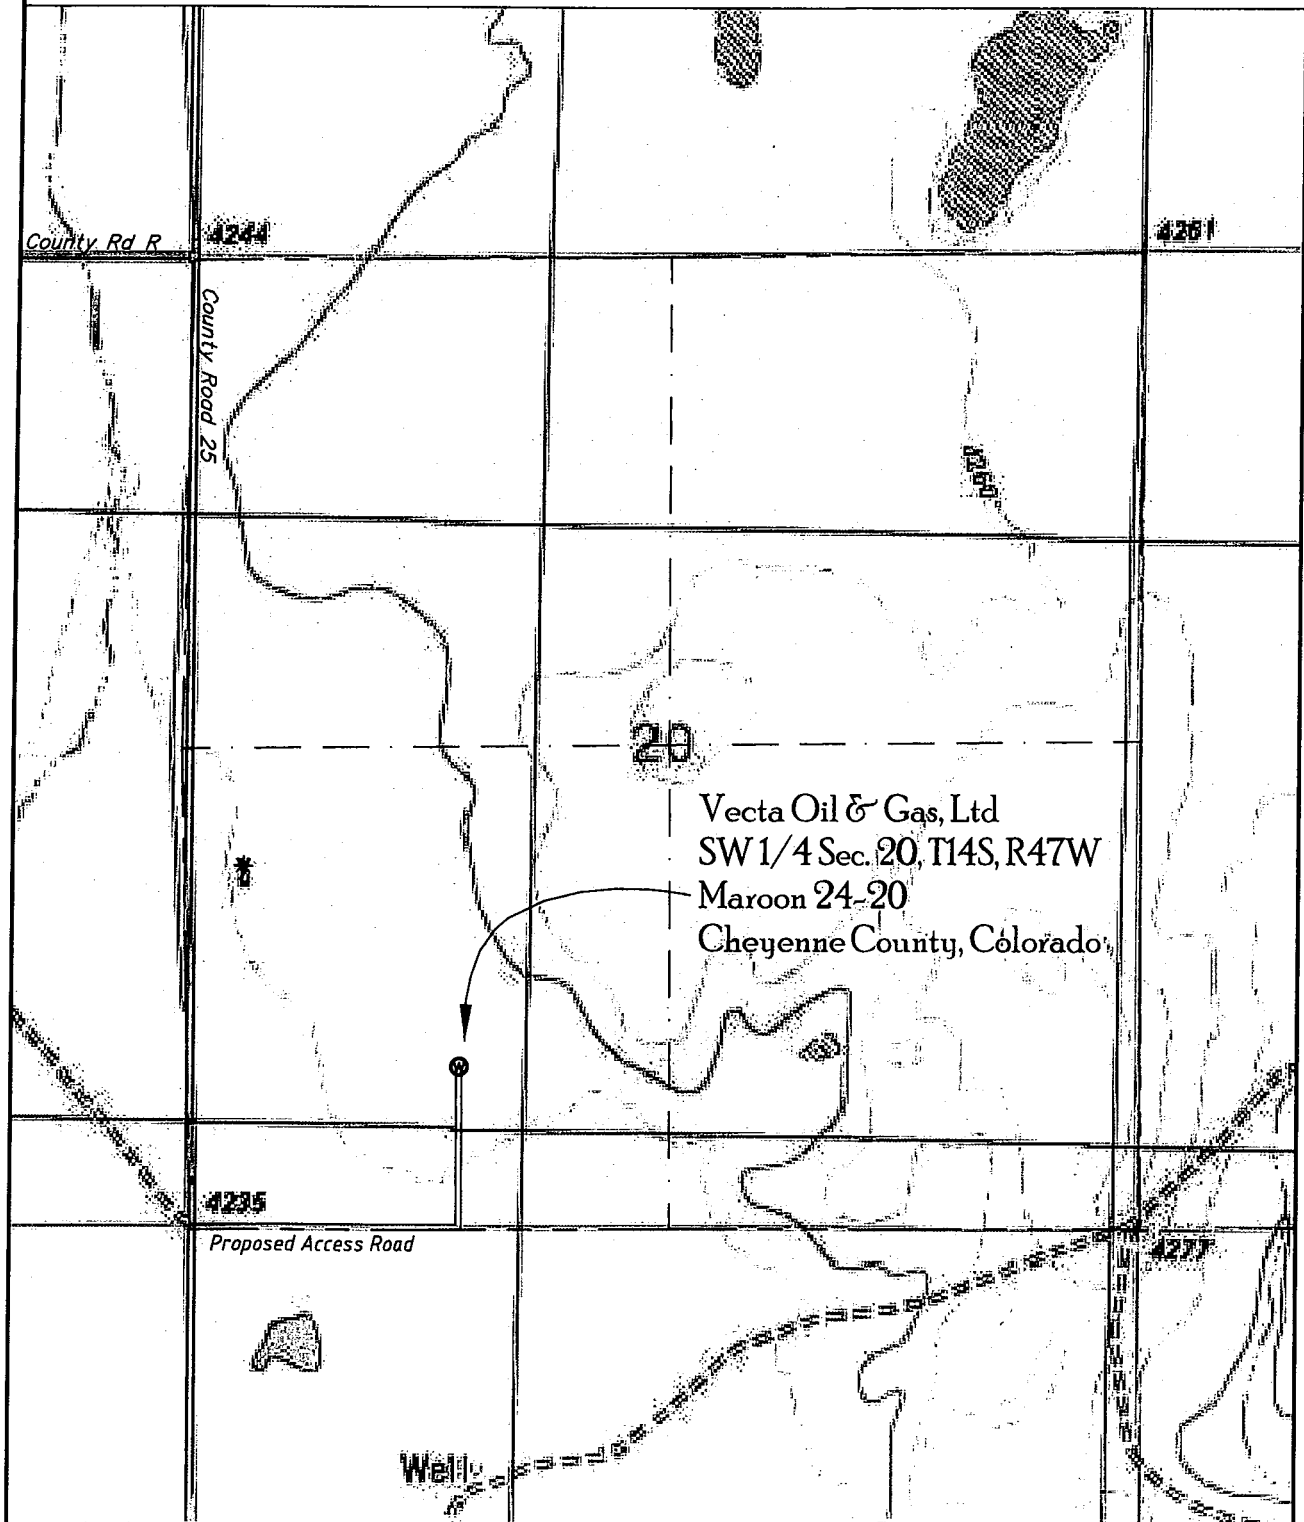 County Rd R
4244
4261
County Road 25
20
Vecta Oil & Gas, Ltd
SW 1/4 Sec. 20, T14S, R47W
Maroon 24-20
Cheyenne County, Colorado
4235
Proposed Access Road
4277
Well